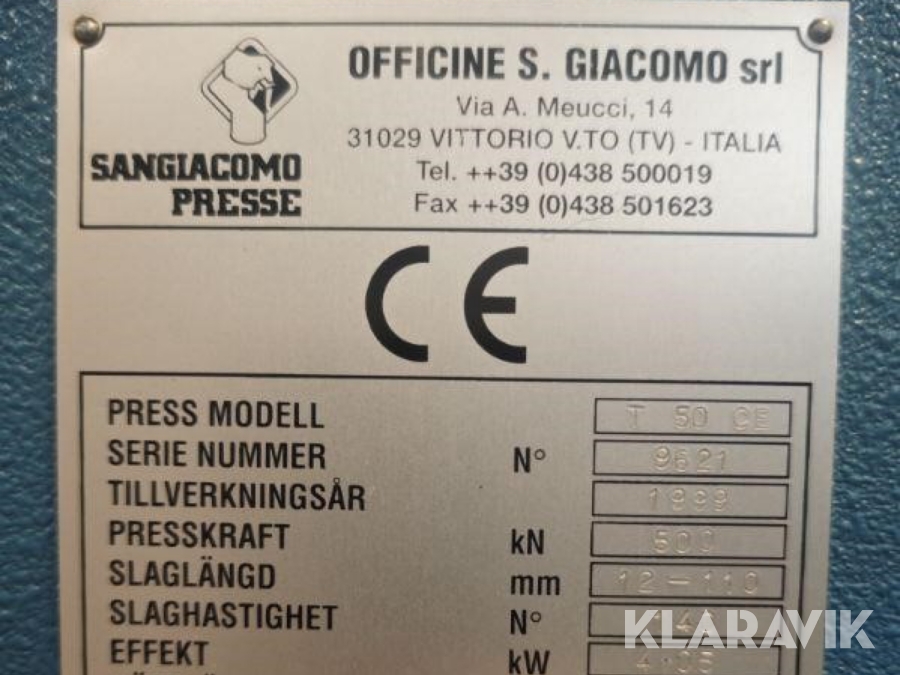 OFFICINE S. GIACOMO srl
Via A. Meucci, 14
31029 VITTORIO V.TO (TV) - ITALIA
Tel. ++39 (0)438 500019
Fax ++39 (0)438 501623
SANGIACOMO
PRESSE
CE
PRESS MODELL T 50 CE
SERIE NUMMER N° 9621
TILLVERKNINGSÅR 1999
PRESSKRAFT kN 500
SLAGLÄNGD mm 12-110
SLAGHASTIGHET N°
EFFEKT kW
KLARAVIK